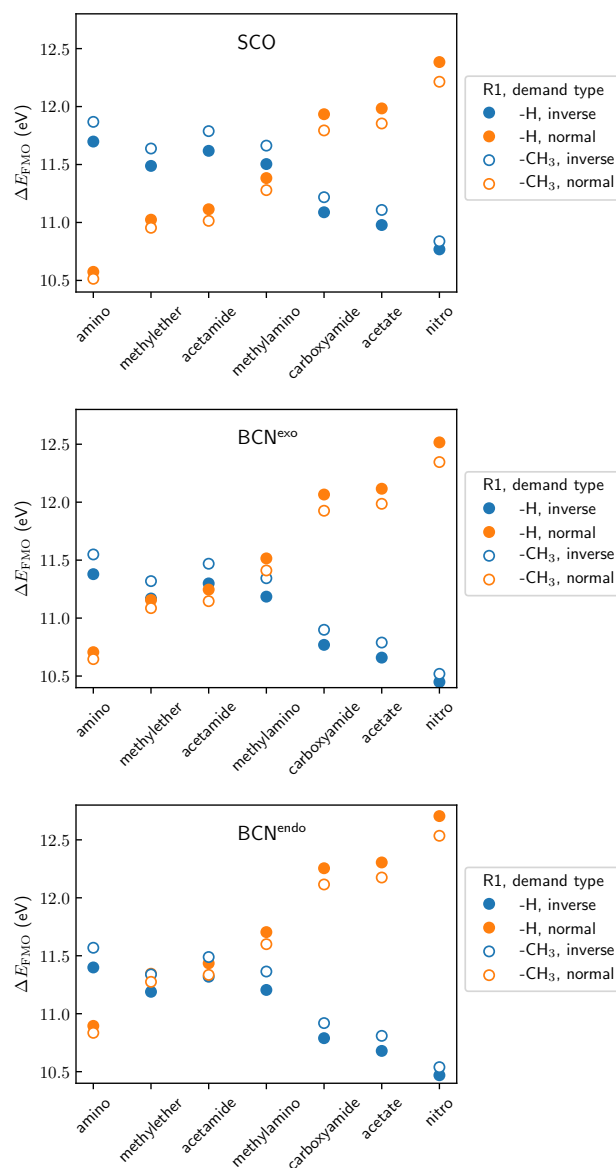 SCO
12.5
12.0
11.5
11.0
10.5
ΔE_FMO (eV)
amino
methylether
acetamide
methylamino
carboxyamide
acetate
nitro
R1, demand type
-H, inverse
-H, normal
-CH₃, inverse
-CH₃, normal
BCN^exo
12.5
12.0
11.5
11.0
10.5
ΔE_FMO (eV)
amino
methylether
acetamide
methylamino
carboxyamide
acetate
nitro
R1, demand type
-H, inverse
-H, normal
-CH₃, inverse
-CH₃, normal
BCN^endo
12.5
12.0
11.5
11.0
10.5
ΔE_FMO (eV)
amino
methylether
acetamide
methylamino
carboxyamide
acetate
nitro
R1, demand type
-H, inverse
-H, normal
-CH₃, inverse
-CH₃, normal